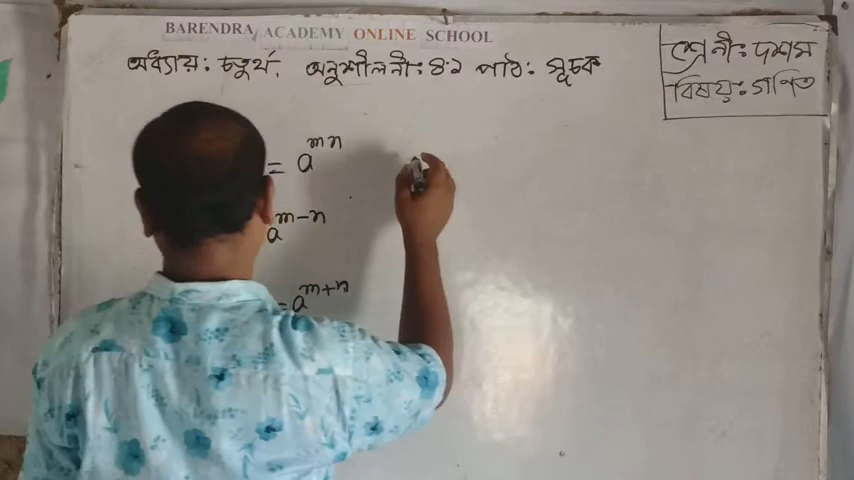 BARENDRA ACADEMY ONLINE SCHOOL
অধ্যায়: চতুর্থ, অনুশীলনী: ৪.১ পাঠ: সূচক
শ্রেনী: দশম
বিষয়: গণিত
= a^{mn}
a^{m-n}
= a^{m+n}